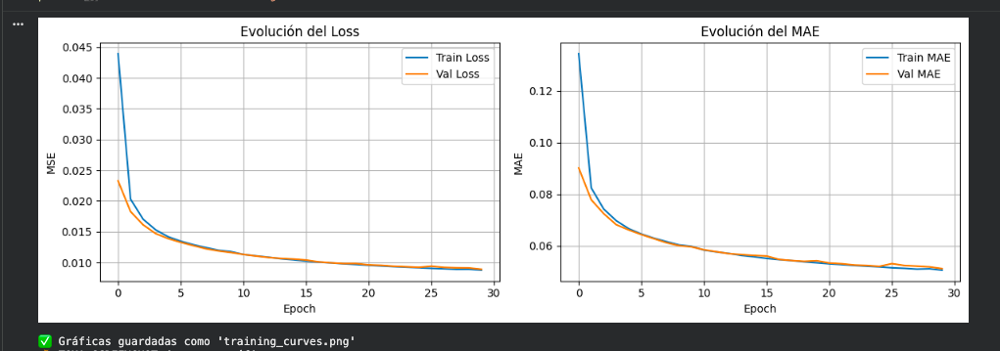 ...
Evolución del Loss
0.045
0.040
0.035
0.030
0.025
0.020
0.015
0.010
MSE
0
5
10
15
20
25
30
Epoch
Train Loss
Val Loss
Evolución del MAE
0.12
0.10
0.08
0.06
MAE
0
5
10
15
20
25
30
Epoch
Train MAE
Val MAE
✅ Gráficas guardadas como 'training_curves.png'